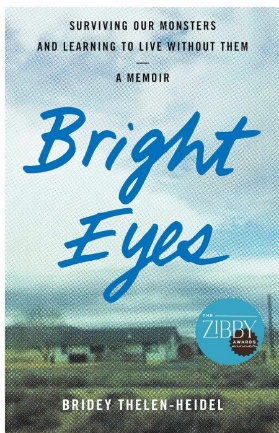 SURVIVING OUR MONSTERS
AND LEARNING TO LIVE WITHOUT THEM
A MEMOIR
Bright
Eyes
THE
ZIBBY
AWARDS
BRIDEY THELEN-HEIDEL